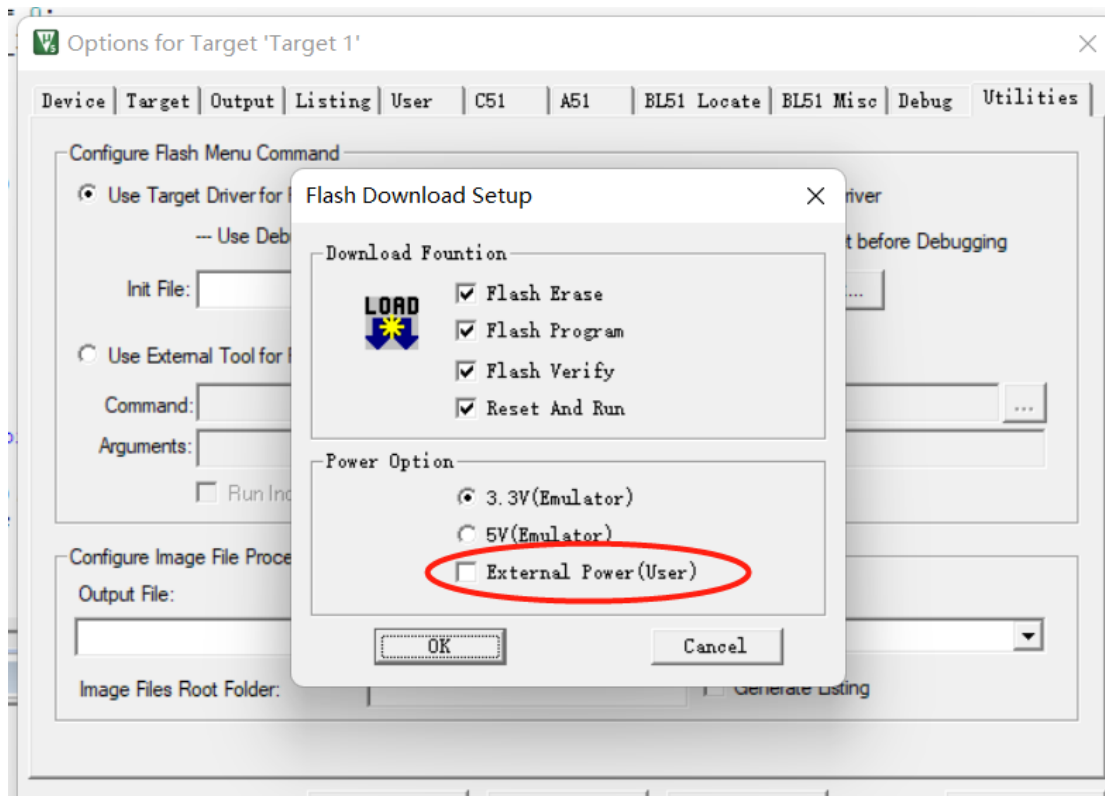 Options for Target 'Target 1'
Device Target Output Listing User C51 A51 BL51 Locate BL51 Misc Debug Utilities
Configure Flash Menu Command
Use Target Driver for
Flash Download Setup
--- Use Deb
before Debugging
Init File:
...
Download Fountion
LOAD
Flash Erase
Flash Program
Flash Verify
Reset And Run
Use External Tool for
Command:
...
Arguments:
Run
Power Option
3.3V(Emulator)
5V(Emulator)
External Power(User)
OK Cancel
Configure Image File Proce
Output File:
Image Files Root Folder:
Generate Listing